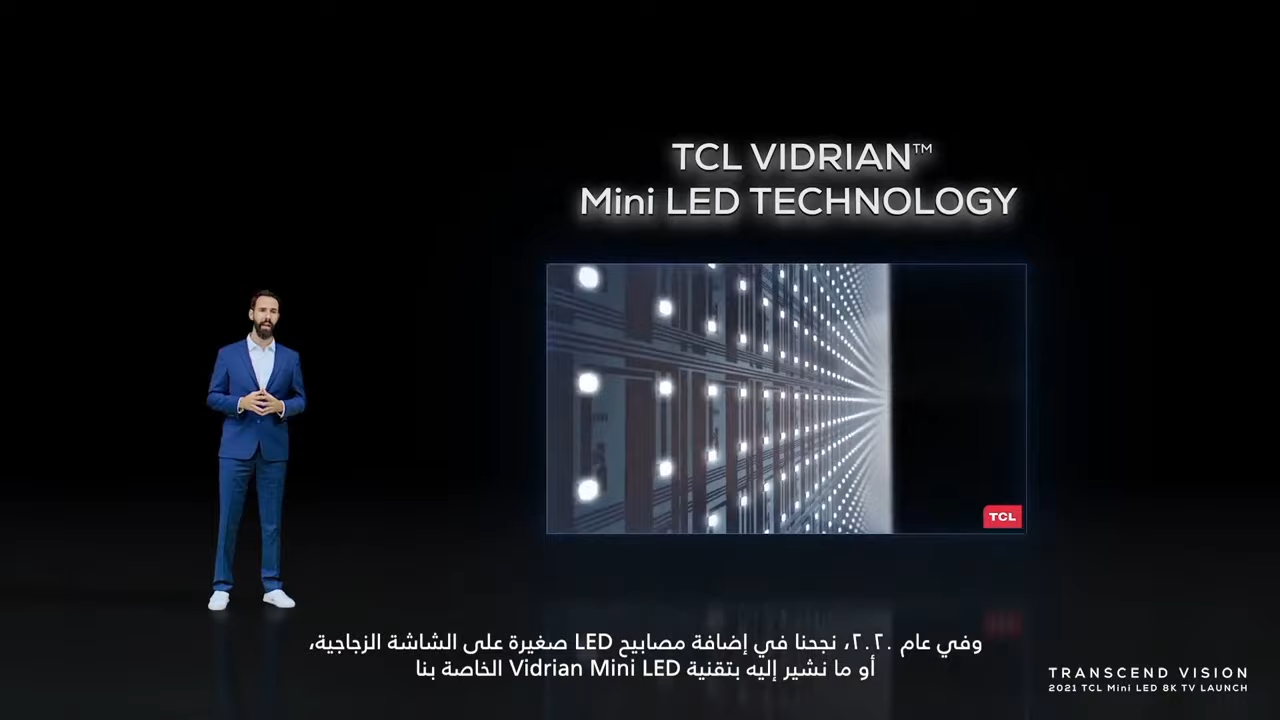 TCL VIDRIAN™
Mini LED TECHNOLOGY
TCL
وفي عام ٢٠٢٠، نجحنا في إضافة مصابيح LED صغيرة على الشاشة الزجاجية،
أو ما نشير إليه بتقنية Vidrian Mini LED الخاصة بنا
TRANSCEND VISION
2021 TCL Mini LED 8K TV LAUNCH